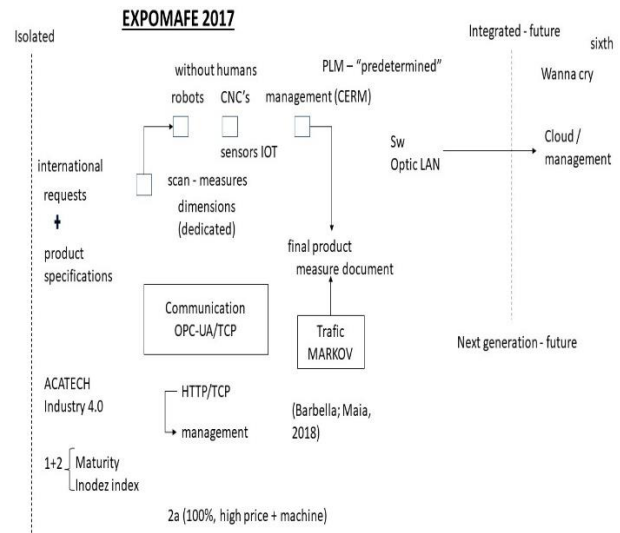 EXPOMAFE 2017
Isolated
Integrated - future
sixth
Wanna cry
without humans
PLM – “predetermined”
robots
CNC's
management (CERM)
sensors IOT
Sw
Optic LAN
Cloud /
management
international
requests
+
product
specifications
scan - measures
dimensions
(dedicated)
final product
measure document
Communication
OPC-UA/TCP
Trafic
MARKOV
Next generation - future
ACATECH
Industry 4.0
HTTP/TCP
management
(Barbella; Maia,
2018)
1+2
Maturity
Inodez index
2a (100%, high price + machine)